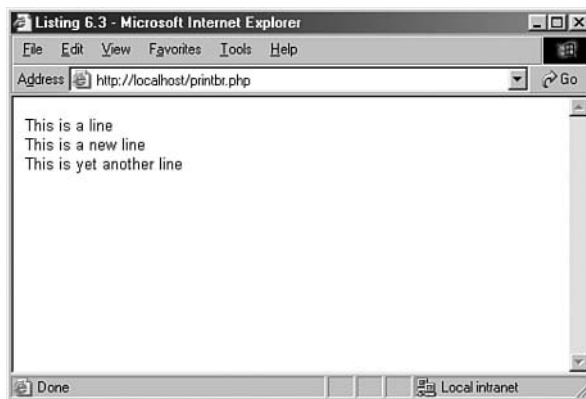 Listing 6.3 - Microsoft Internet Explorer
File Edit View Favorites Tools Help
Address http://localhost/printbr.php Go
This is a line
This is a new line
This is yet another line
Done Local intranet